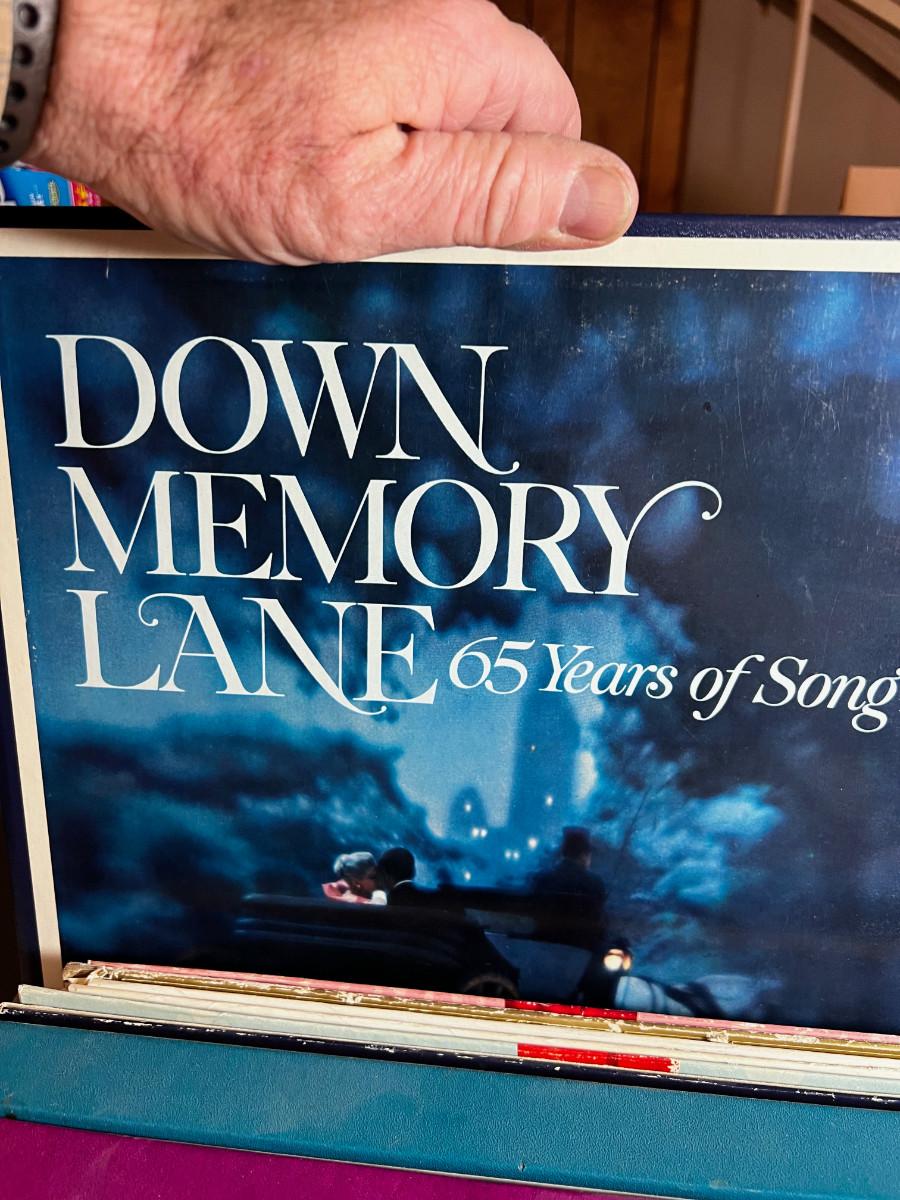 DOWN
MEMORY
LANE 65 Years of Song